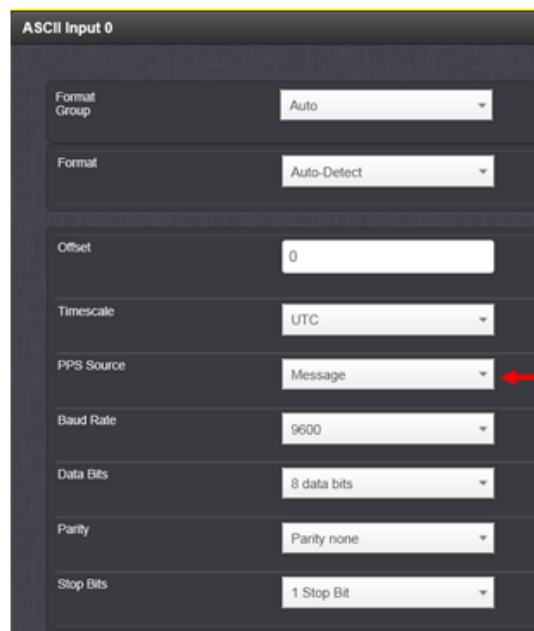 ASCII Input 0
Format
Group
Auto
Format
Auto-Detect
Offset
0
Timescale
UTC
PPS Source
Message
Baud Rate
9600
Data Bits
8 data bits
Parity
Parity none
Stop Bits
1 Stop Bit